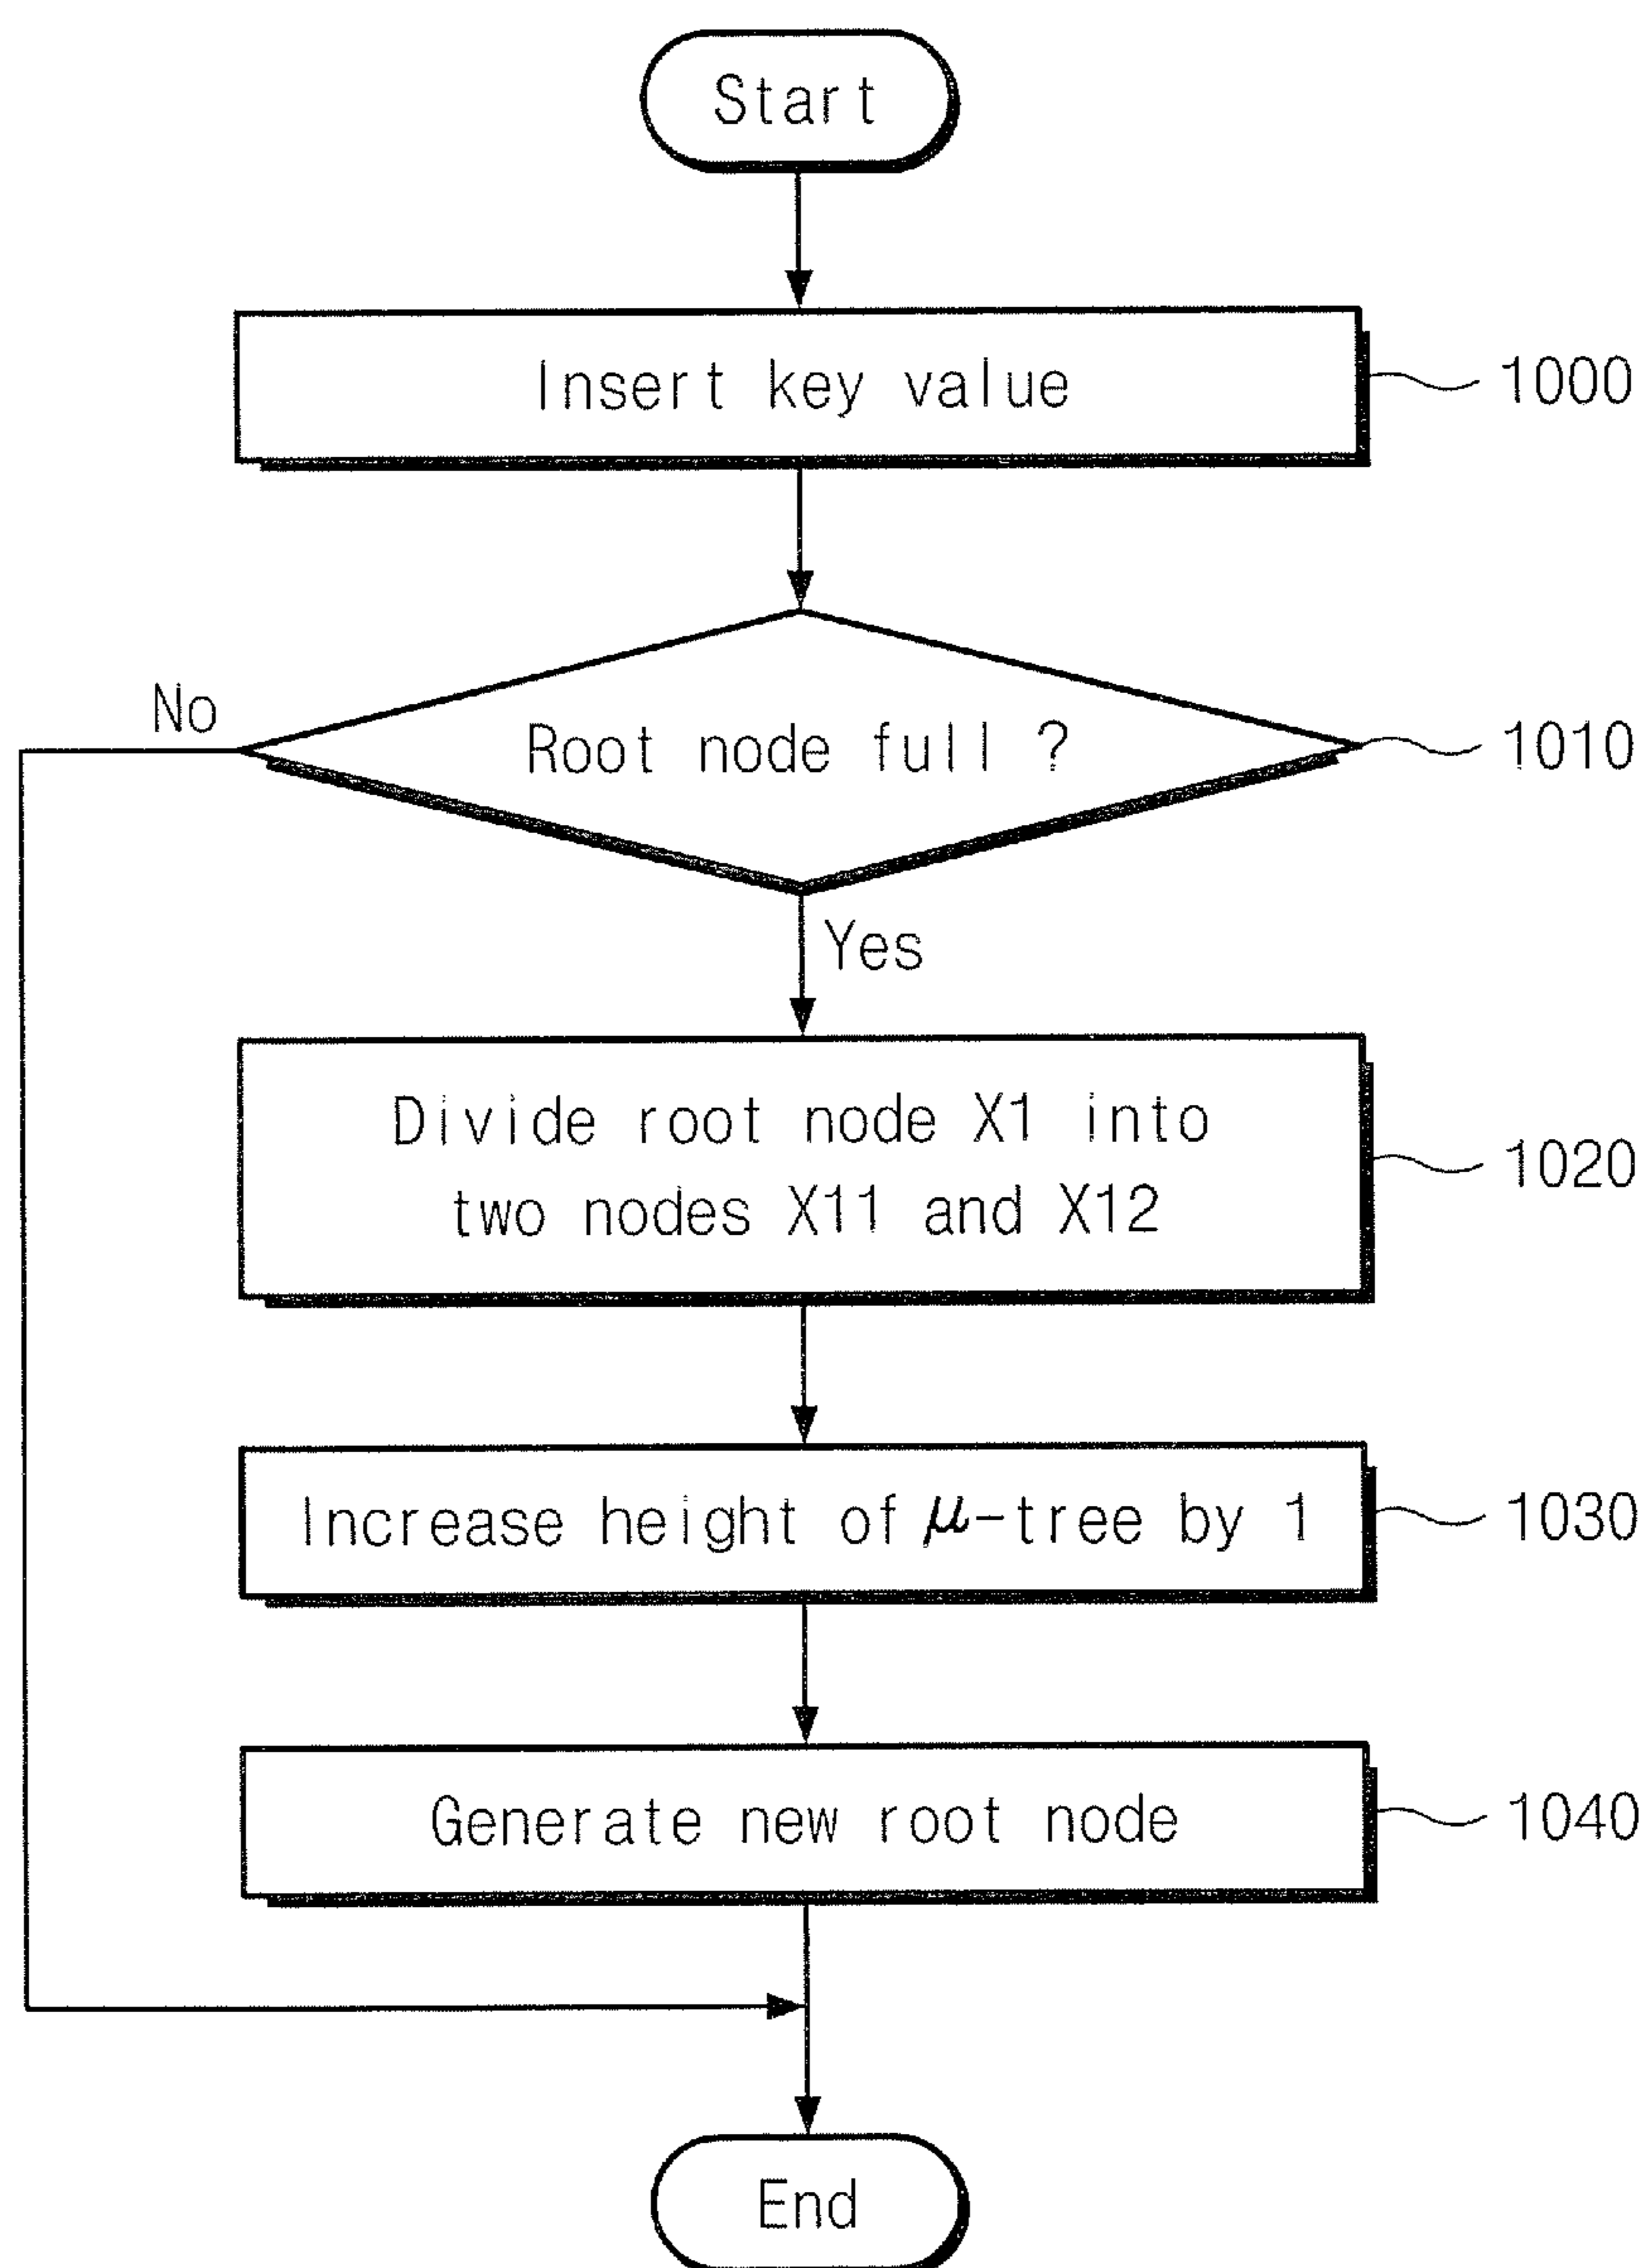 Start
Insert key value
1000
No
Root node full ?
1010
Yes
Divide root node X1 into
two nodes X11 and X12
1020
Increase height of μ-tree by 1
1030
Generate new root node
1040
End